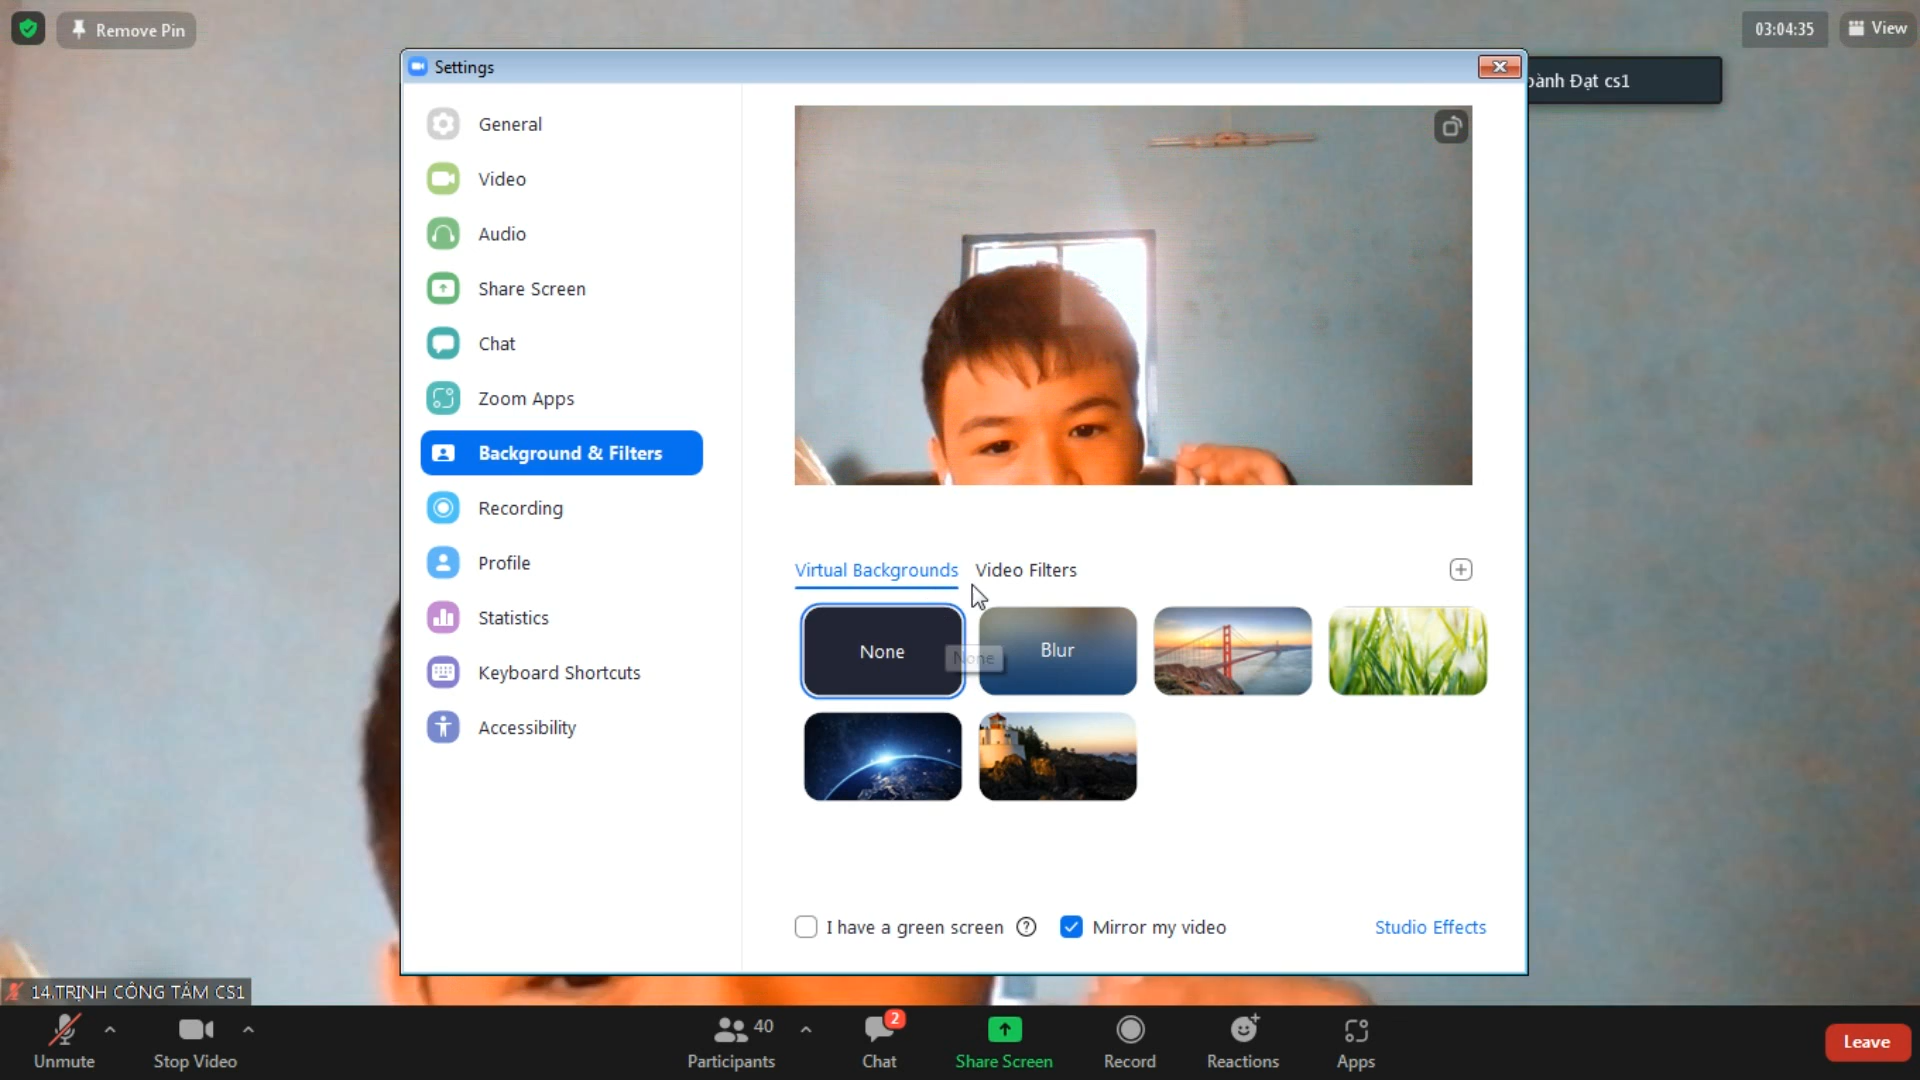 Remove Pin
03:04:35
View
Settings
ành Đạt cs1
General
Video
Audio
Share Screen
Chat
Zoom Apps
Background & Filters
Recording
Profile
Statistics
Keyboard Shortcuts
Accessibility
Virtual Backgrounds
Video Filters
None
None
Blur
I have a green screen
?
Mirror my video
Studio Effects
14.TRỊNH CÔNG TÂM CS1
Unmute
Stop Video
40
Participants
2
Chat
Share Screen
Record
Reactions
Apps
Leave